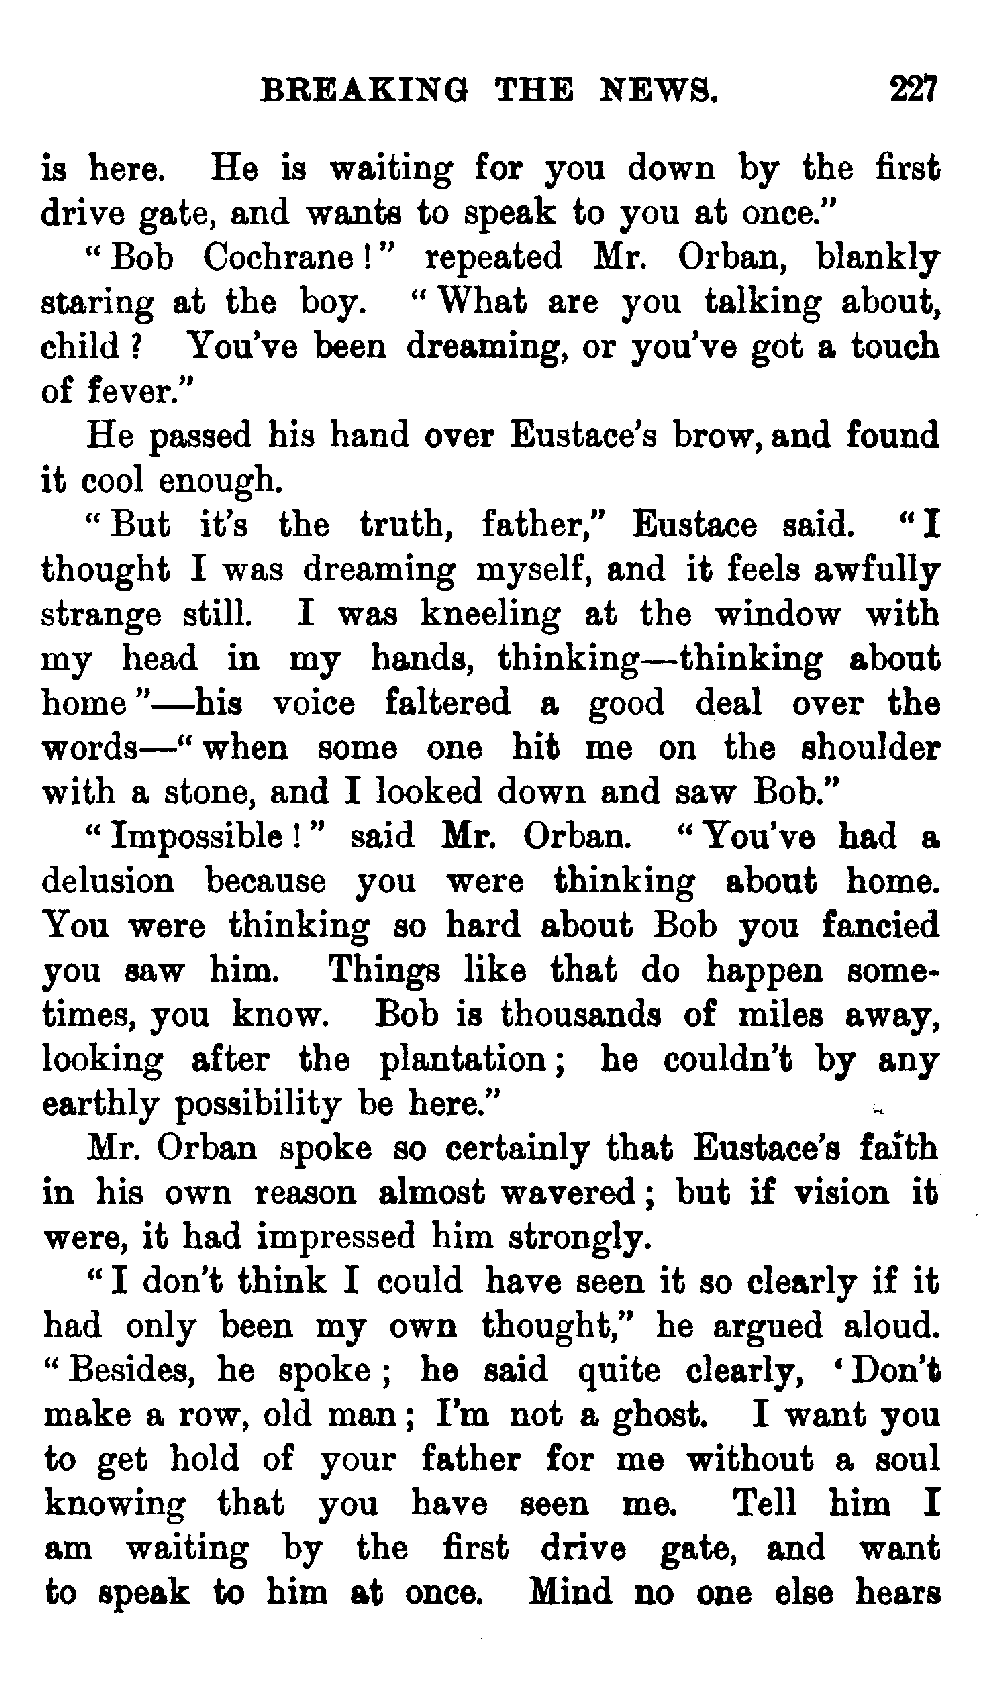 BREAKING THE NEWS. 227
is here. He is waiting for you down by the first
drive gate, and wants to speak to you at once."
"Bob Cochrane!" repeated Mr. Orban, blankly
staring at the boy. "What are you talking about,
child? You've been dreaming, or you've got a touch
of fever."
He passed his hand over Eustace's brow, and found
it cool enough.
"But it's the truth, father," Eustace said. "I
thought I was dreaming myself, and it feels awfully
strange still. I was kneeling at the window with
my head in my hands, thinking—thinking about
home"—his voice faltered a good deal over the
words—"when some one hit me on the shoulder
with a stone, and I looked down and saw Bob."
"Impossible!" said Mr. Orban. "You've had a
delusion because you were thinking about home.
You were thinking so hard about Bob you fancied
you saw him. Things like that do happen some-
times, you know. Bob is thousands of miles away,
looking after the plantation; he couldn't by any
earthly possibility be here."
Mr. Orban spoke so certainly that Eustace's faith
in his own reason almost wavered; but if vision it
were, it had impressed him strongly.
"I don't think I could have seen it so clearly if it
had only been my own thought," he argued aloud.
"Besides, he spoke; he said quite clearly, 'Don't
make a row, old man; I'm not a ghost. I want you
to get hold of your father for me without a soul
knowing that you have seen me. Tell him I
am waiting by the first drive gate, and want
to speak to him at once. Mind no one else hears